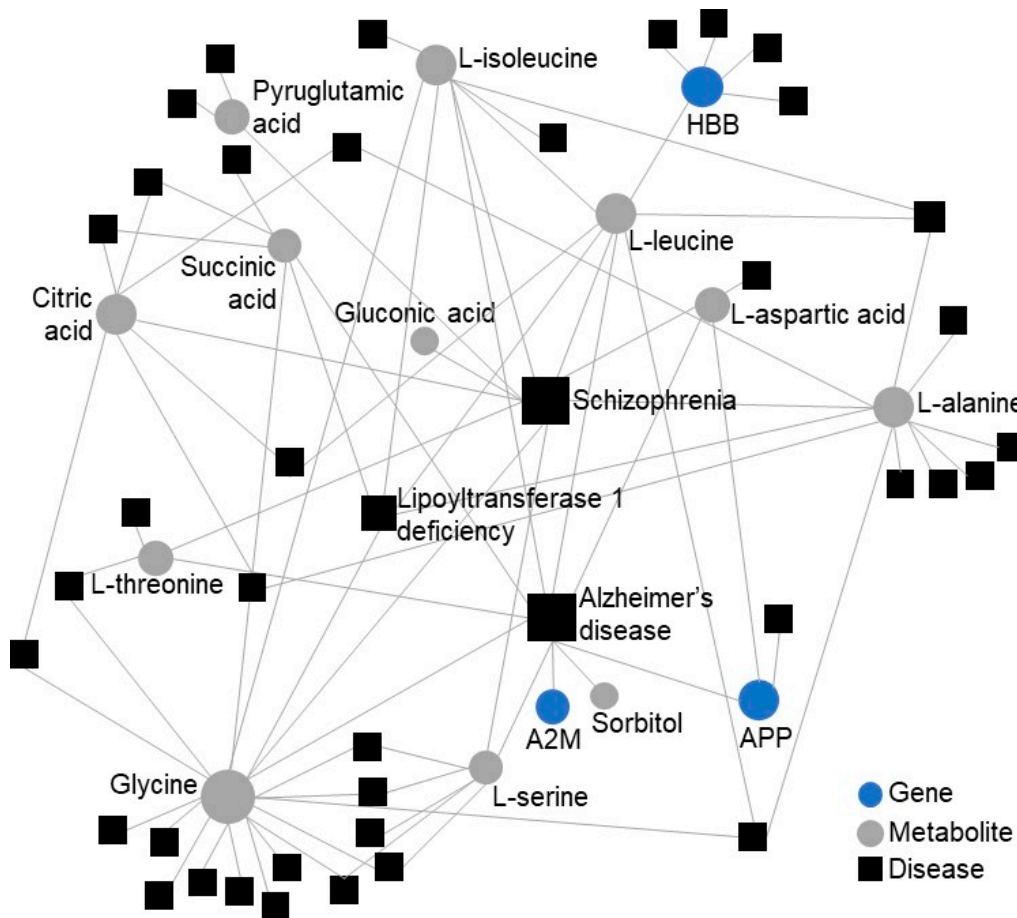 L-isoleucine
Pyruglutamic
acid
HBB
L-leucine
Succinic
acid
Citric
acid
Gluconic acid
L-aspartic acid
Schizophrenia
L-alanine
Lipoyltransferase 1
deficiency
L-threonine
Alzheimer's
disease
A2M
Sorbitol
APP
Glycine
L-serine
Gene
Metabolite
Disease